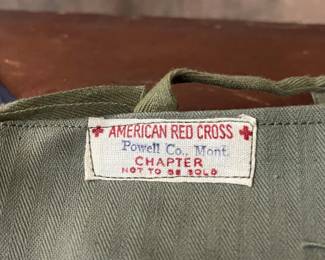 AMERICAN RED CROSS
Powell Co., Mont.
CHAPTER
NOT TO BE SOLD